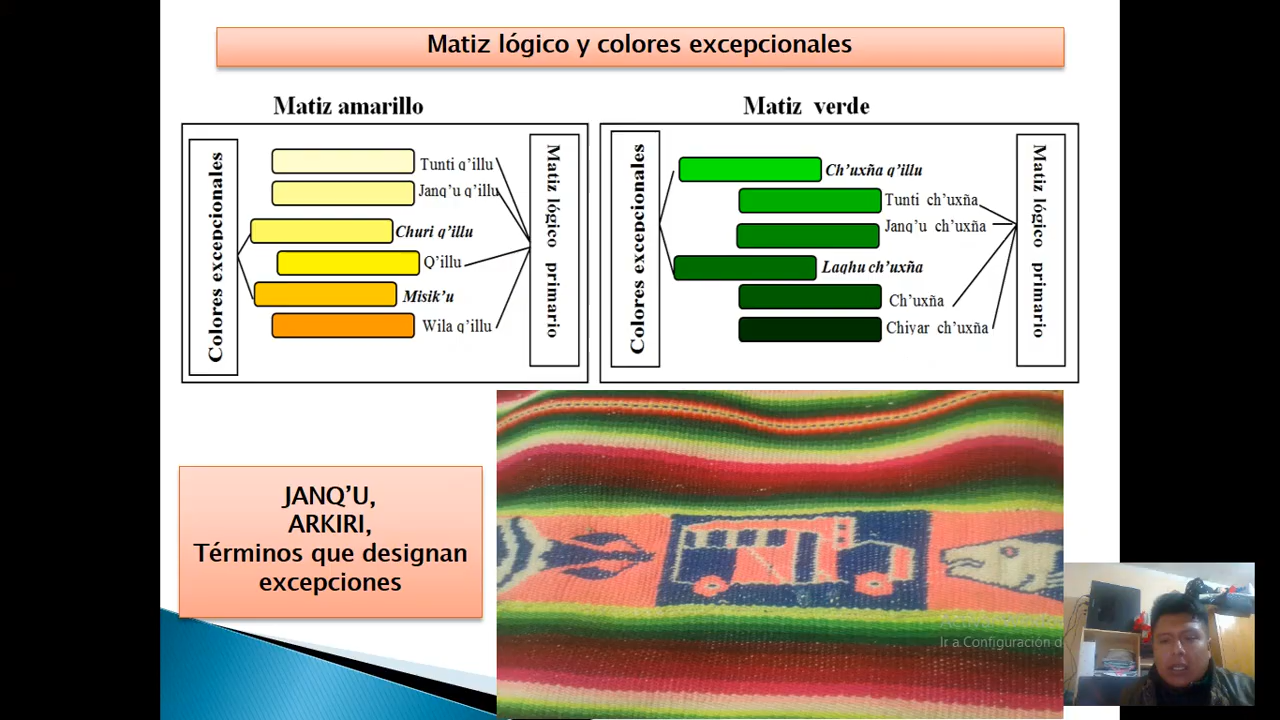 Matiz lógico y colores excepcionales
Matiz amarillo
Colores excepcionales
Tunti q'illu
Janq'u q'illu
Churi q'illu
Q'illu
Misik'u
Wila q'illu
Matiz lógico primario
Matiz verde
Colores excepcionales
Ch'uxña q'illu
Tunti ch'uxña
Janq'u ch'uxña
Laqhu ch'uxña
Ch'uxña
Chiyar ch'uxña
Matiz lógico primario
JANQ'U,
ARKIRI,
Términos que designan
excepciones
Ir a Configuración d